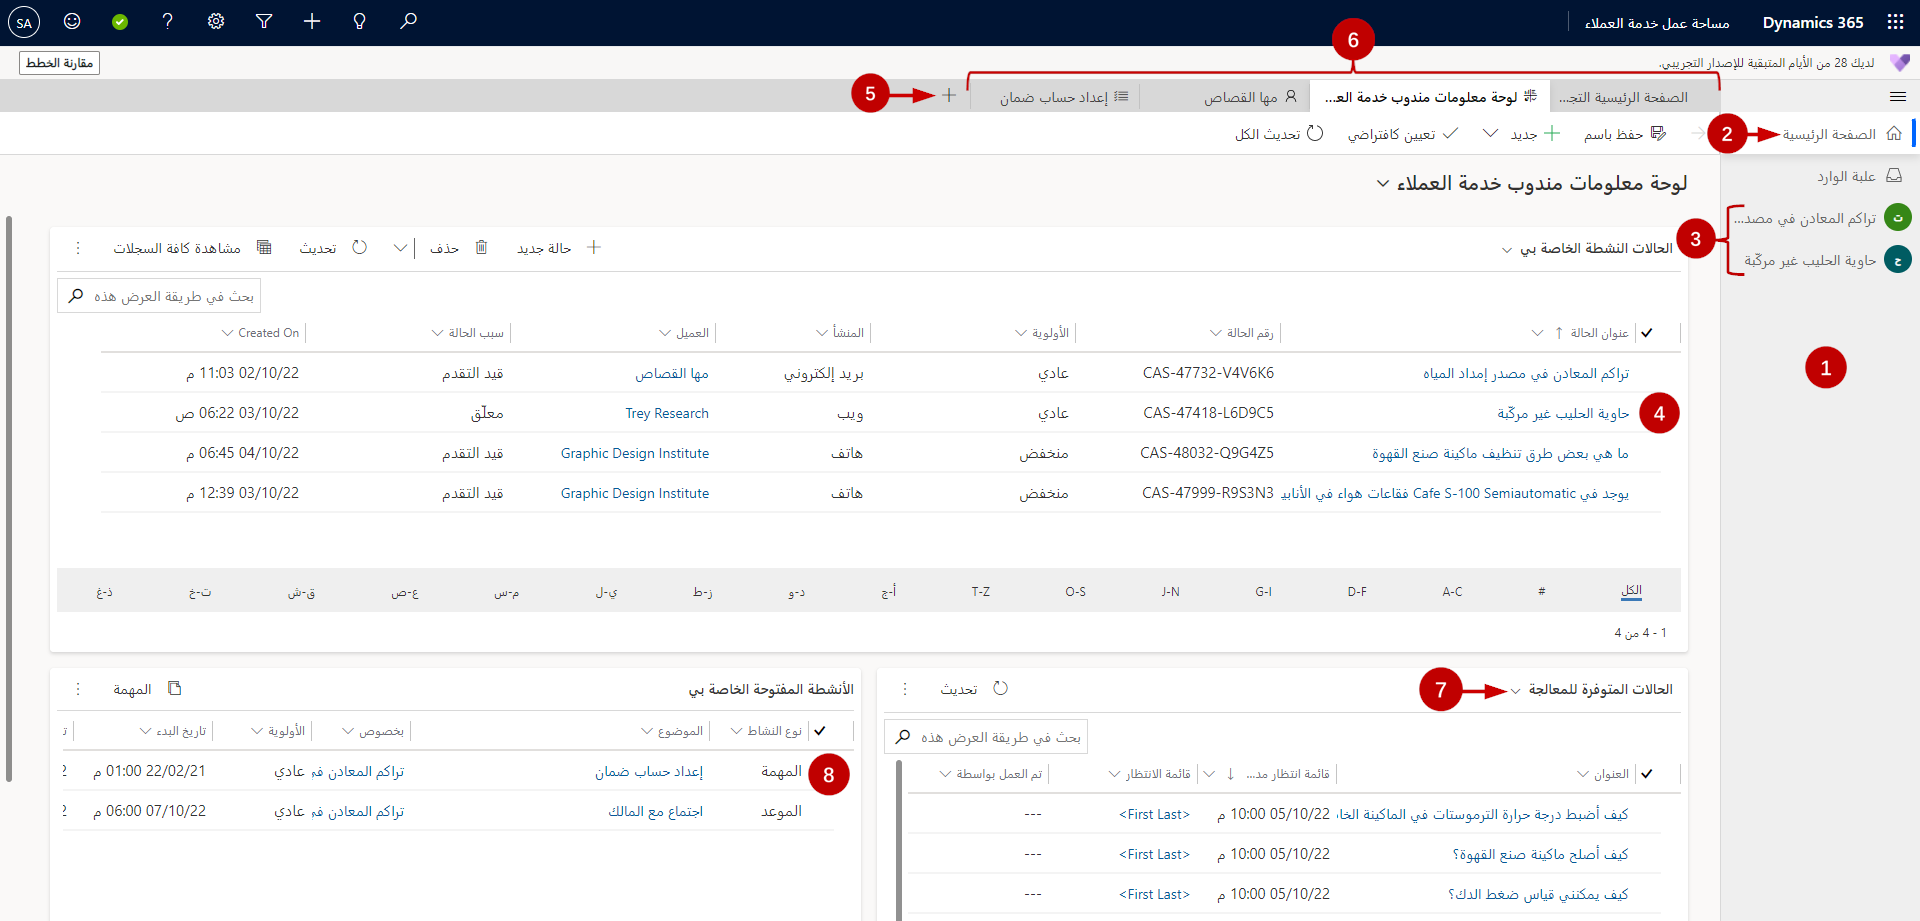 Dynamics 365
مساحة عمل خدمة العملاء
SA
لديك 28 من الأيام المتبقية للإصدار التجريبي.
مقارنة الخطط
6
الصفحة الرئيسية التج...
لوحة معلومات مندوب خدمة الع...
مها القصاص
إعداد حساب ضمان
5
الصفحة الرئيسية
2
حفظ باسم
جديد
تعيين كافتراضي
تحديث الكل
علبة الوارد
ت
تراكم المعادن في مصد...
3
ح
حاوية الحليب غير مركّبة
1
لوحة معلومات مندوب خدمة العملاء
الحالات النشطة الخاصة بي
حالة جديد
حذف
تحديث
مشاهدة كافة السجلات
بحث في طريقة العرض هذه
عنوان الحالة
رقم الحالة
الأولوية
المنشأ
العميل
سبب الحالة
Created On
تراكم المعادن في مصدر إمداد المياه
CAS-47732-V4V6K6
عادي
بريد إلكتروني
مها القصاص
قيد التقدم
02/10/22 11:03 م
4
حاوية الحليب غير مركّبة
CAS-47418-L6D9C5
عادي
ويب
Trey Research
معلّق
03/10/22 06:22 ص
ما هي بعض طرق تنظيف ماكينة صنع القهوة
CAS-48032-Q9G4Z5
منخفض
هاتف
Graphic Design Institute
قيد التقدم
04/10/22 06:45 م
يوجد في Cafe S-100 Semiautomatic فقاعات هواء في الأنابي
CAS-47999-R9S3N3
منخفض
هاتف
Graphic Design Institute
قيد التقدم
03/10/22 12:39 م
الكل
#
A-C
D-F
G-I
J-N
O-S
T-Z
أ-ج
د-و
ز-ط
ي-ل
م-س
ع-ص
ق-ش
ت-خ
ذ-غ
1 - 4 من 4
الحالات المتوفرة للمعالجة
7
تحديث
بحث في طريقة العرض هذه
العنوان
قائمة انتظار مد...
قائمة الانتظار
تم العمل بواسطة
كيف أضبط درجة حرارة الترموستات في الماكينة الخا
05/10/22 10:00 م
<First Last>
---
كيف أصلح ماكينة صنع القهوة؟
05/10/22 10:00 م
<First Last>
---
كيف يمكنني قياس ضغط الدك؟
05/10/22 10:00 م
<First Last>
---
الأنشطة المفتوحة الخاصة بي
المهمة
نوع النشاط
الموضوع
بخصوص
الأولوية
تاريخ البدء
8
المهمة
إعداد حساب ضمان
تراكم المعادن في
عادي
22/02/21 01:00 م
الموعد
اجتماع مع المالك
تراكم المعادن في
عادي
07/10/22 06:00 م